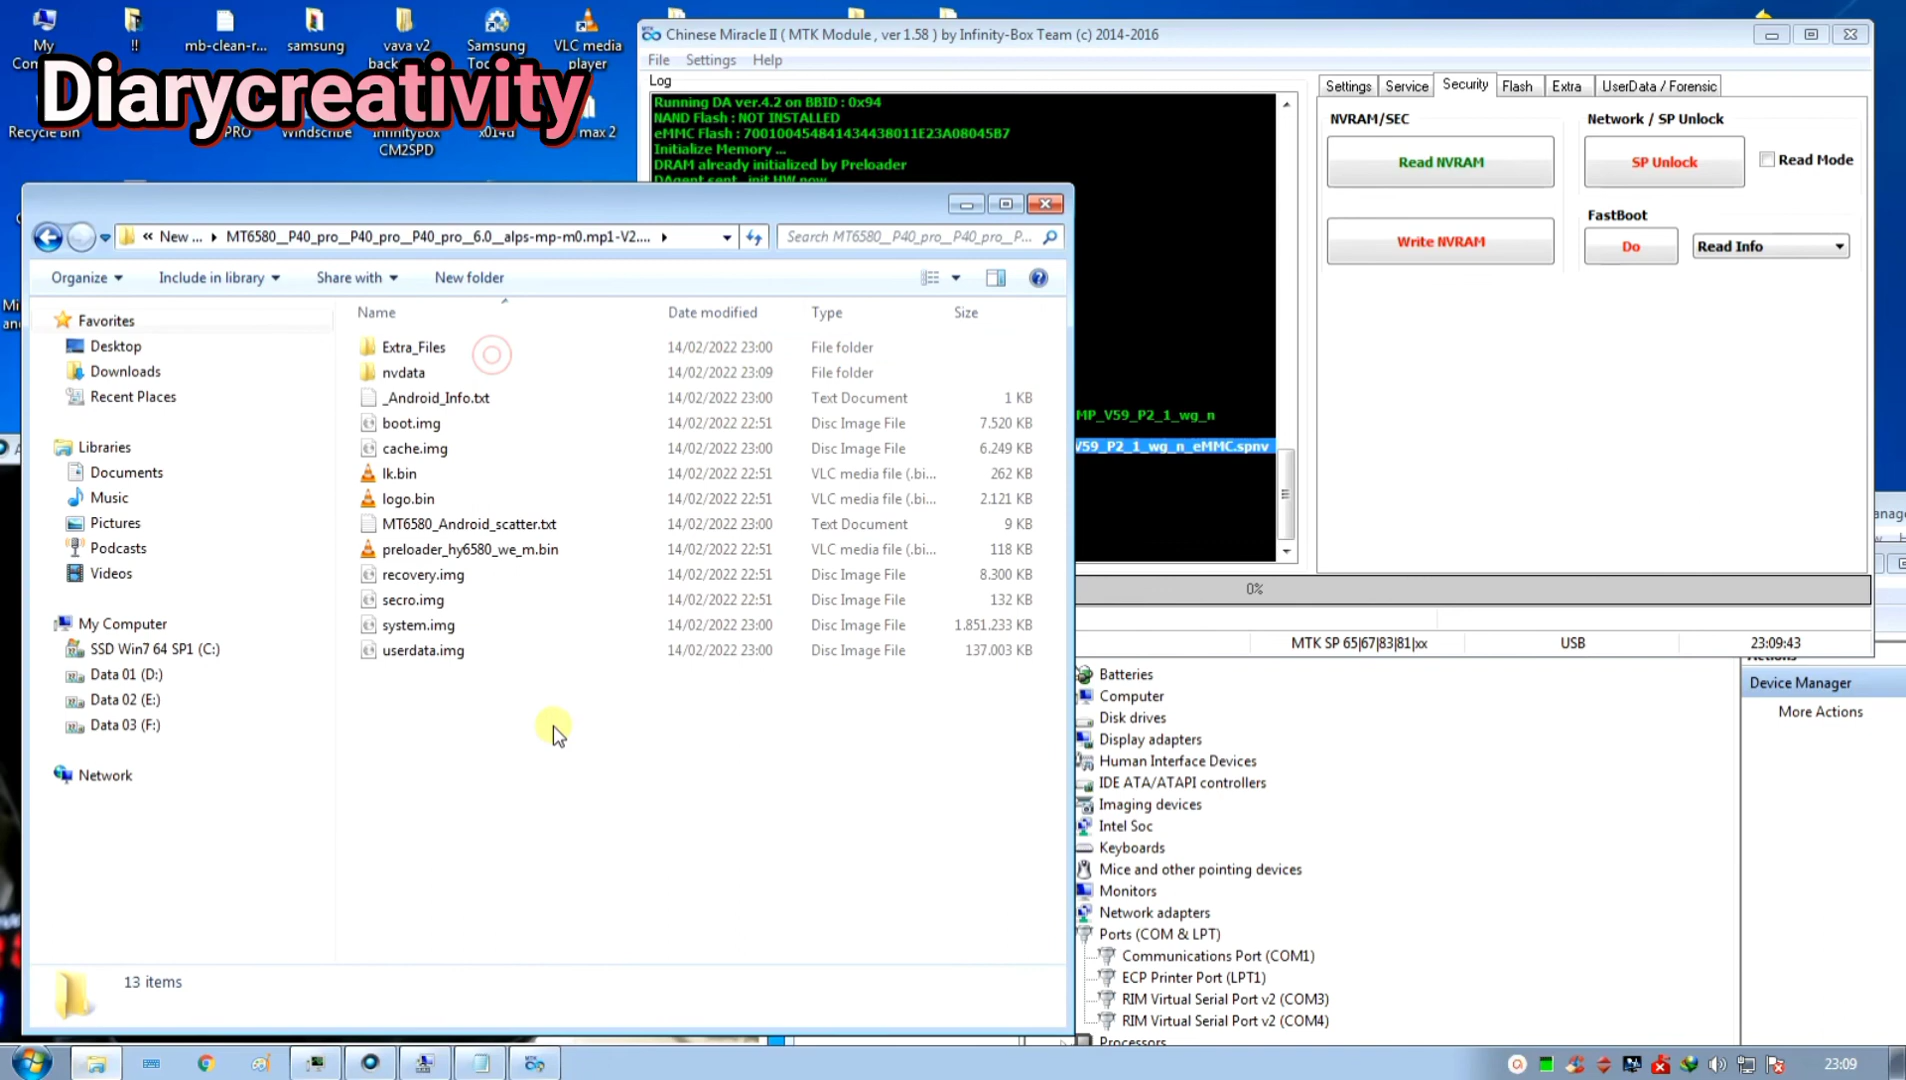 My
Com
!!
mb-clean-r...
samsung
vava v2
back
Samsung
Too
VLC media
player
Diarycreativity
Recycle Bin
PRO
Windscribe
InfinityBox
CM2SPD
x014d
max 2
Chinese Miracle II ( MTK Module , ver 1.58 ) by Infinity-Box Team (c) 2014-2016
File Settings Help
Log
Running DA ver.4.2 on BBID : 0x94
NAND Flash : NOT INSTALLED
eMMC Flash : 700100454841434438011E23A08045B7
Initialize Memory ...
DRAM already initialized by Preloader
DAgent sent , init HW now
MP_V59_P2_1_wg_n
V59_P2_1_wg_n_eMMC.spnv
Settings Service Security Flash Extra UserData / Forensic
NVRAM/SEC
Read NVRAM
Write NVRAM
Network / SP Unlock
SP Unlock
Read Mode
FastBoot
Do
Read Info
0%
MTK SP 65|67|83|81|xx
USB
23:09:43
« New ... MT6580__P40_pro__P40_pro__P40_pro__6.0__alps-mp-m0.mp1-V2....
Search MT6580__P40_pro__P40_pro__P...
Organize Include in library Share with New folder
Favorites
Desktop
Downloads
Recent Places
Libraries
Documents
Music
Pictures
Podcasts
Videos
My Computer
SSD Win7 64 SP1 (C:)
Data 01 (D:)
Data 02 (E:)
Data 03 (F:)
Network
Name Date modified Type Size
Extra_Files 14/02/2022 23:00 File folder
nvdata 14/02/2022 23:09 File folder
_Android_Info.txt 14/02/2022 23:00 Text Document 1 KB
boot.img 14/02/2022 22:51 Disc Image File 7.520 KB
cache.img 14/02/2022 22:51 Disc Image File 6.249 KB
lk.bin 14/02/2022 22:51 VLC media file (.bi... 262 KB
logo.bin 14/02/2022 22:51 VLC media file (.bi... 2.121 KB
MT6580_Android_scatter.txt 14/02/2022 23:00 Text Document 9 KB
preloader_hy6580_we_m.bin 14/02/2022 22:51 VLC media file (.bi... 118 KB
recovery.img 14/02/2022 22:51 Disc Image File 8.300 KB
secro.img 14/02/2022 22:51 Disc Image File 132 KB
system.img 14/02/2022 23:00 Disc Image File 1.851.233 KB
userdata.img 14/02/2022 23:00 Disc Image File 137.003 KB
13 items
Batteries
Computer
Disk drives
Display adapters
Human Interface Devices
IDE ATA/ATAPI controllers
Imaging devices
Intel Soc
Keyboards
Mice and other pointing devices
Monitors
Network adapters
Ports (COM & LPT)
Communications Port (COM1)
ECP Printer Port (LPT1)
RIM Virtual Serial Port v2 (COM3)
RIM Virtual Serial Port v2 (COM4)
Processors
Actions
Device Manager
More Actions
23:09